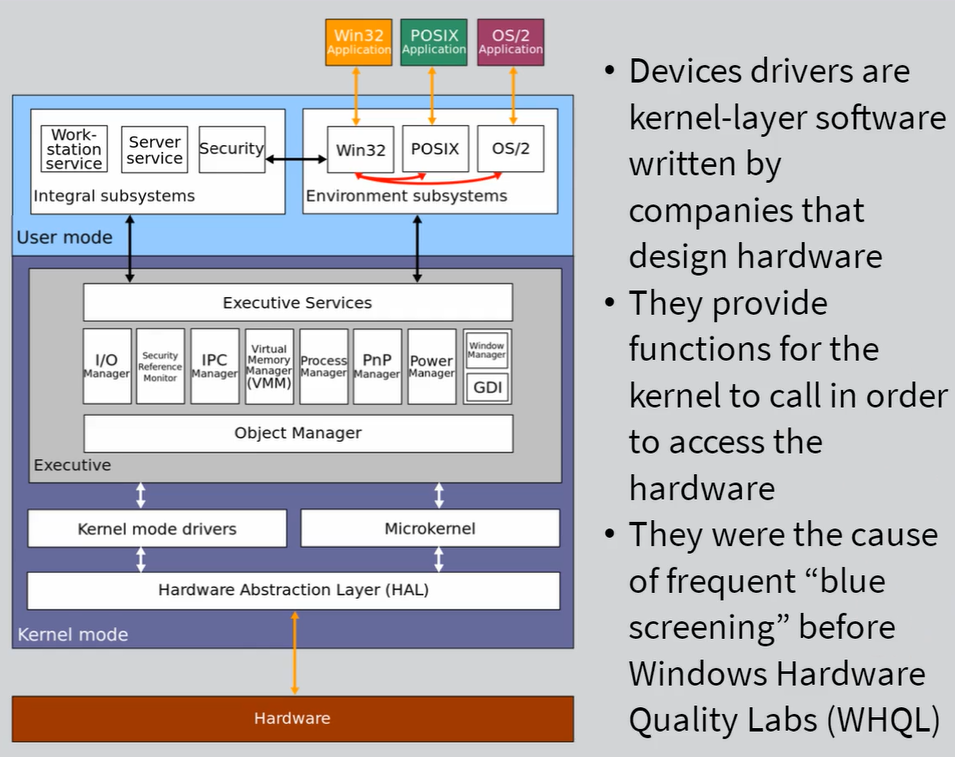 Win32
Application
POSIX
Application
OS/2
Application
Work-
station
service
Server
service
Security
Integral subsystems
Win32
POSIX
OS/2
Environment subsystems
User mode
Executive Services
I/O
Manager
Security
Reference
Monitor
IPC
Manager
Virtual
Memory
Manager
(VMM)
Process
Manager
PnP
Manager
Power
Manager
Window
Manager
GDI
Object Manager
Executive
Kernel mode drivers
Microkernel
Hardware Abstraction Layer (HAL)
Kernel mode
Hardware
• Devices drivers are
kernel-layer software
written by
companies that
design hardware
• They provide
functions for the
kernel to call in order
to access the
hardware
• They were the cause
of frequent “blue
screening” before
Windows Hardware
Quality Labs (WHQL)